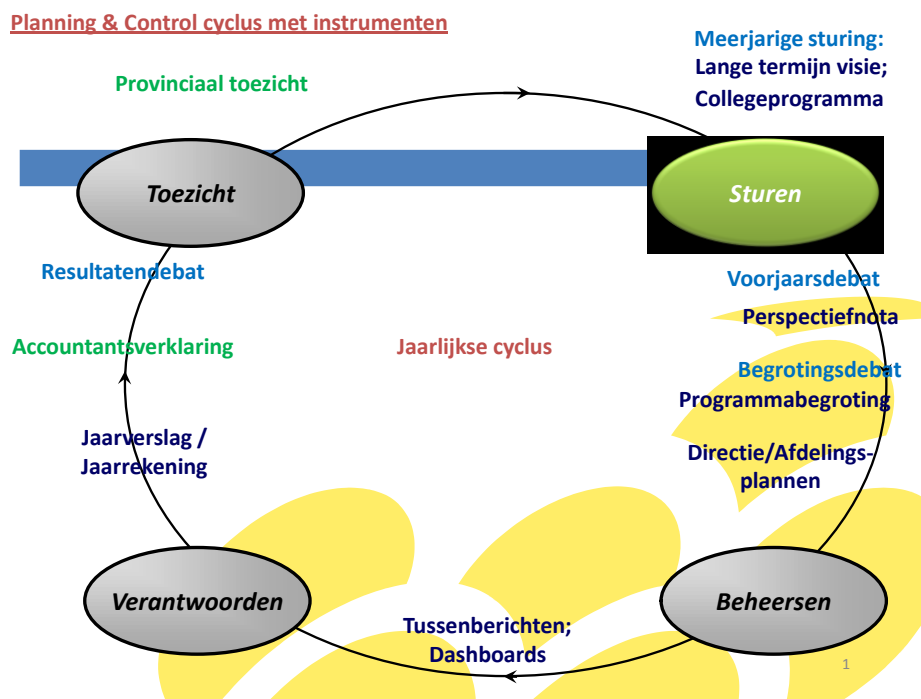 Planning & Control cyclus met instrumenten
Meerjarige sturing:
Lange termijn visie;
Collegeprogramma
Provinciaal toezicht
Toezicht
Sturen
Resultatendebat
Voorjaarsdebat
Perspectiefnota
Accountantsverklaring
Jaarlijkse cyclus
Begrotingsdebat
Programmabegroting
Jaarverslag /
Jaarrekening
Directie/Afdelings-
plannen
Verantwoorden
Beheersen
Tussenberichten;
Dashboards
1